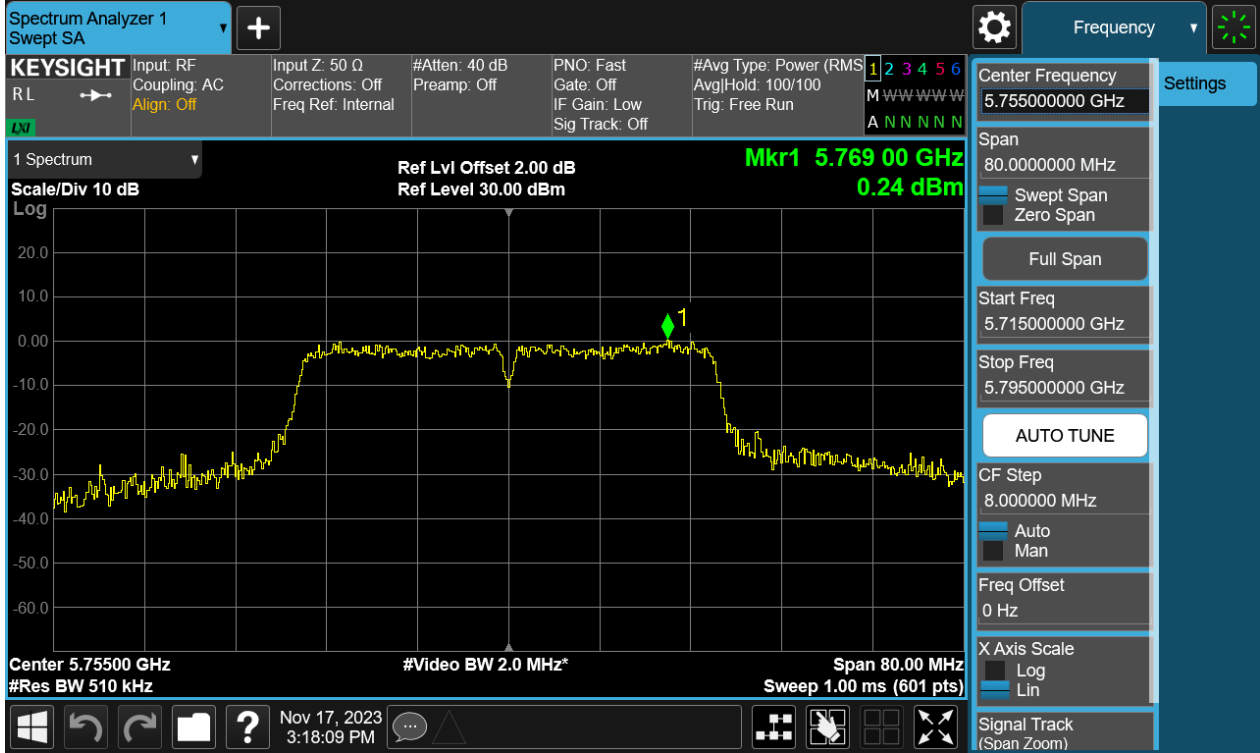 Spectrum Analyzer 1
Swept SA
+
Frequency
KEYSIGHT
R L
LXI
Input: RF
Coupling: AC
Align: Off
Input Z: 50 Ω
Corrections: Off
Freq Ref: Internal
#Atten: 40 dB
Preamp: Off
PNO: Fast
Gate: Off
IF Gain: Low
Sig Track: Off
#Avg Type: Power (RMS
Avg|Hold: 100/100
Trig: Free Run
1 2 3 4 5 6
M W W W W W
A N N N N N
1 Spectrum
Scale/Div 10 dB
Log
Ref Lvl Offset 2.00 dB
Ref Level 30.00 dBm
Mkr1 5.769 00 GHz
0.24 dBm
20.0
10.0
0.00
-10.0
-20.0
-30.0
-40.0
-50.0
-60.0
1
Center 5.75500 GHz
#Res BW 510 kHz
#Video BW 2.0 MHz*
Span 80.00 MHz
Sweep 1.00 ms (601 pts)
Center Frequency
5.755000000 GHz
Span
80.0000000 MHz
Swept Span
Zero Span
Full Span
Start Freq
5.715000000 GHz
Stop Freq
5.795000000 GHz
AUTO TUNE
CF Step
8.000000 MHz
Auto
Man
Freq Offset
0 Hz
X Axis Scale
Log
Lin
Signal Track
(Span Zoom)
Settings
?
Nov 17, 2023
3:18:09 PM